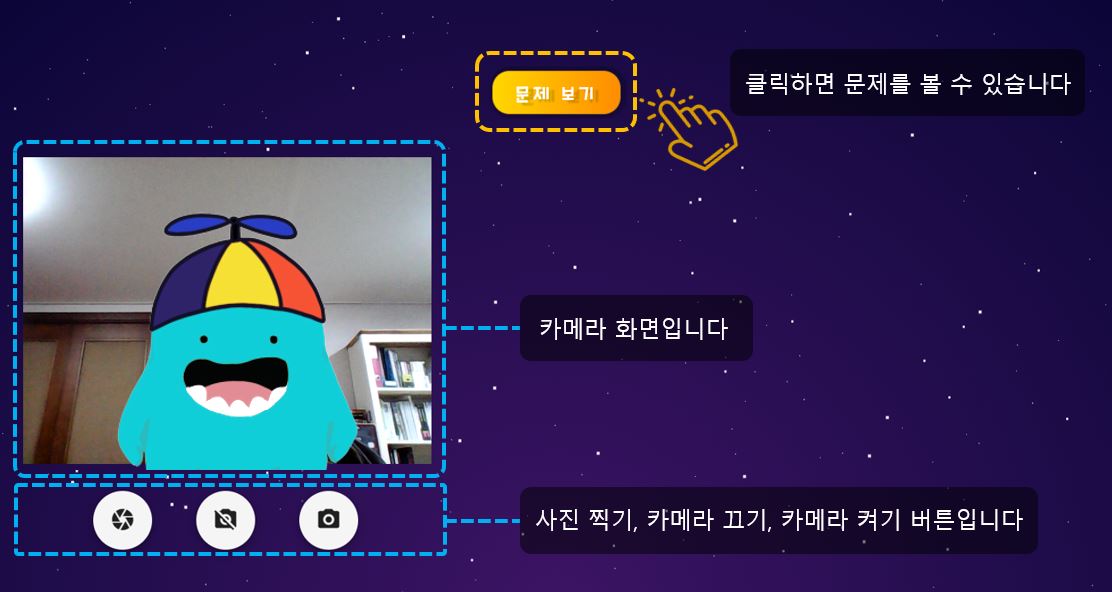 문제 보기
클릭하면 문제를 볼 수 있습나다
카메라 화면입니다
사진 찍기, 카메라 끄기, 카메라 켜기 버튼입니다